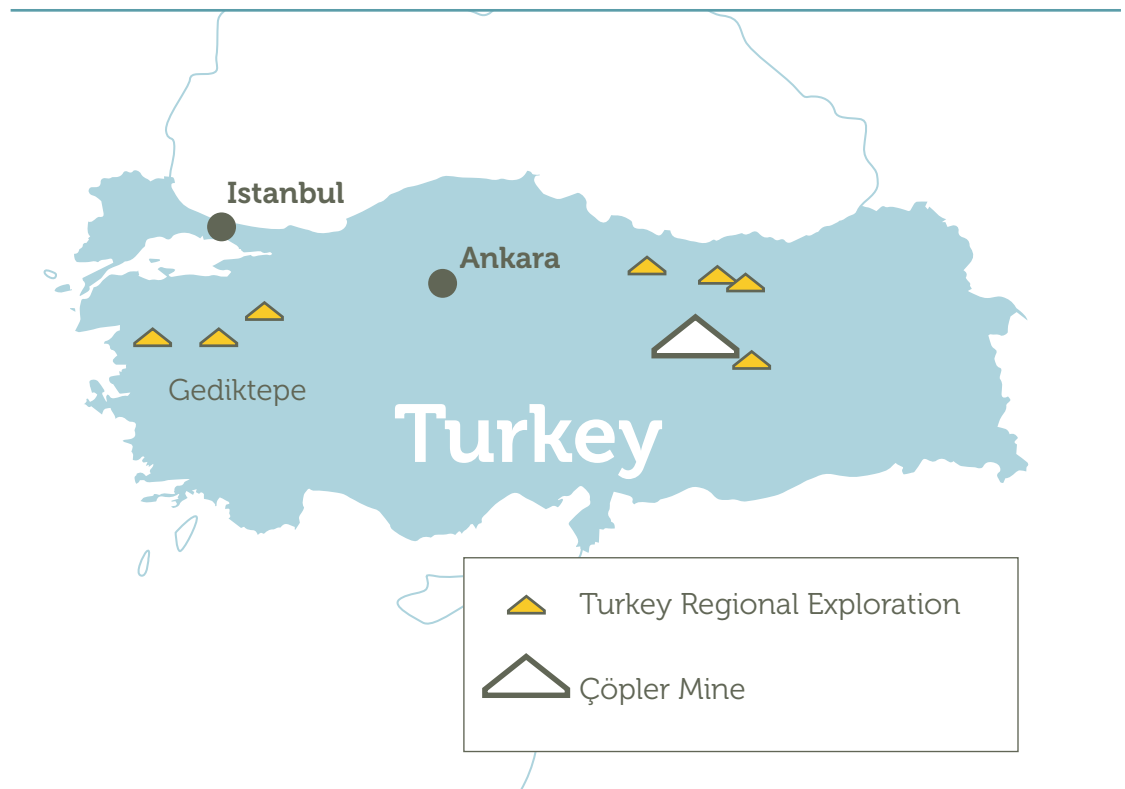 Istanbul
Ankara
Gediktepe
Turkey
Turkey Regional Exploration
Çöpler Mine